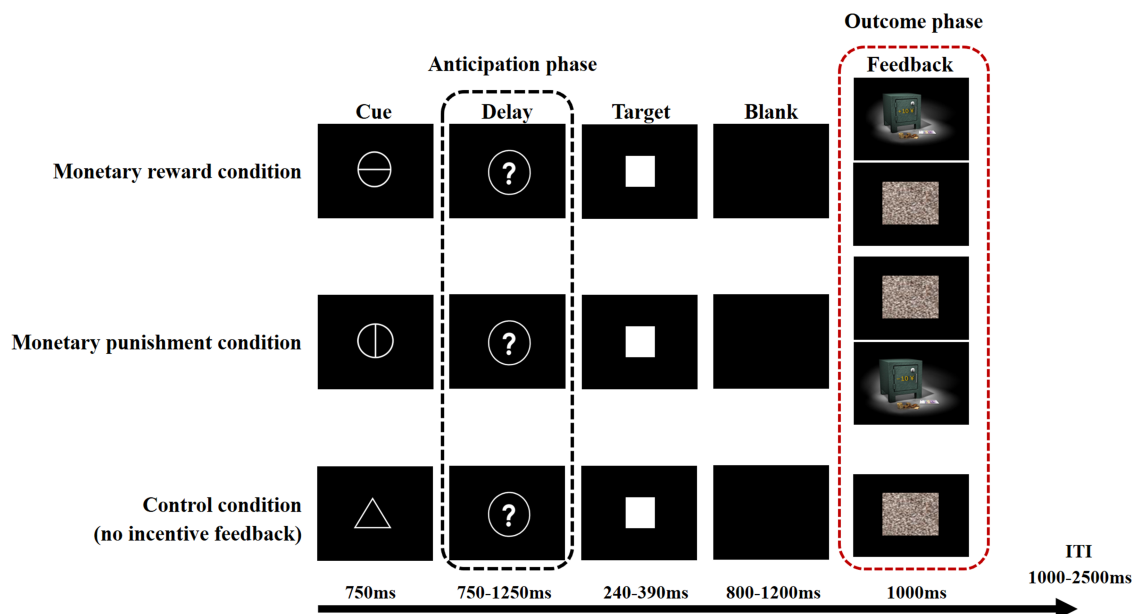 Outcome phase
Anticipation phase
Feedback
Cue
Delay
Target
Blank
Monetary reward condition
?
+10 ¥
Monetary punishment condition
?
-10 ¥
Control condition
(no incentive feedback)
?
ITI
1000-2500ms
750ms
750-1250ms
240-390ms
800-1200ms
1000ms